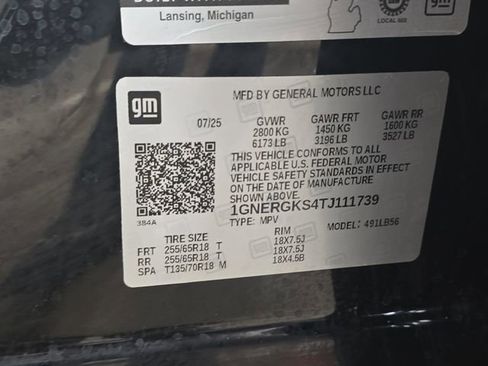 Lansing, Michigan
LOCAL 602
gm
gm
MFD BY GENERAL MOTORS LLC
07/25 GVWR GAWR FRT GAWR RR
2800 KG 1450 KG 1600 KG
6173 LB 3196 LB 3527 LB
THIS VEHICLE CONFORMS TO ALL
APPLICABLE U.S. FEDERAL MOTOR
VEHICLE SAFETY STANDARDS IN EFFECT
ON THE DATE OF MANUFACTURE
SHOWN ABOVE.
1GNERGKS4TJ111739
3B4A TYPE: MPV MODEL: 491LB56
TIRE SIZE RIM
FRT 255/65R18 T 18X7.5J
RR 255/65R18 T 18X7.5J
SPA T135/70R18 M 18X4.5B